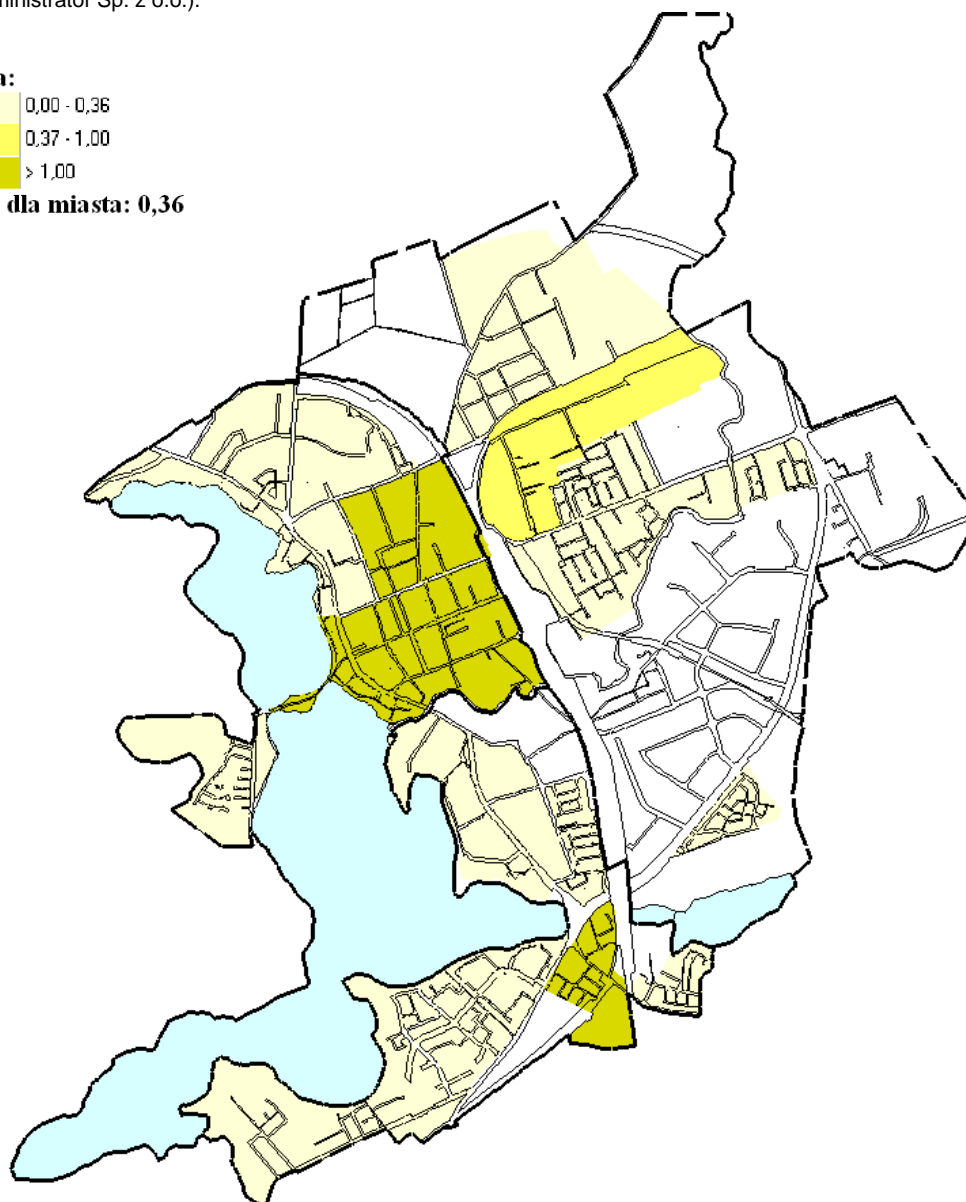 ministrator Sp. z o.o.).
a:
0,00 - 0,36
0,37 - 1,00
> 1,00
dla miasta: 0,36